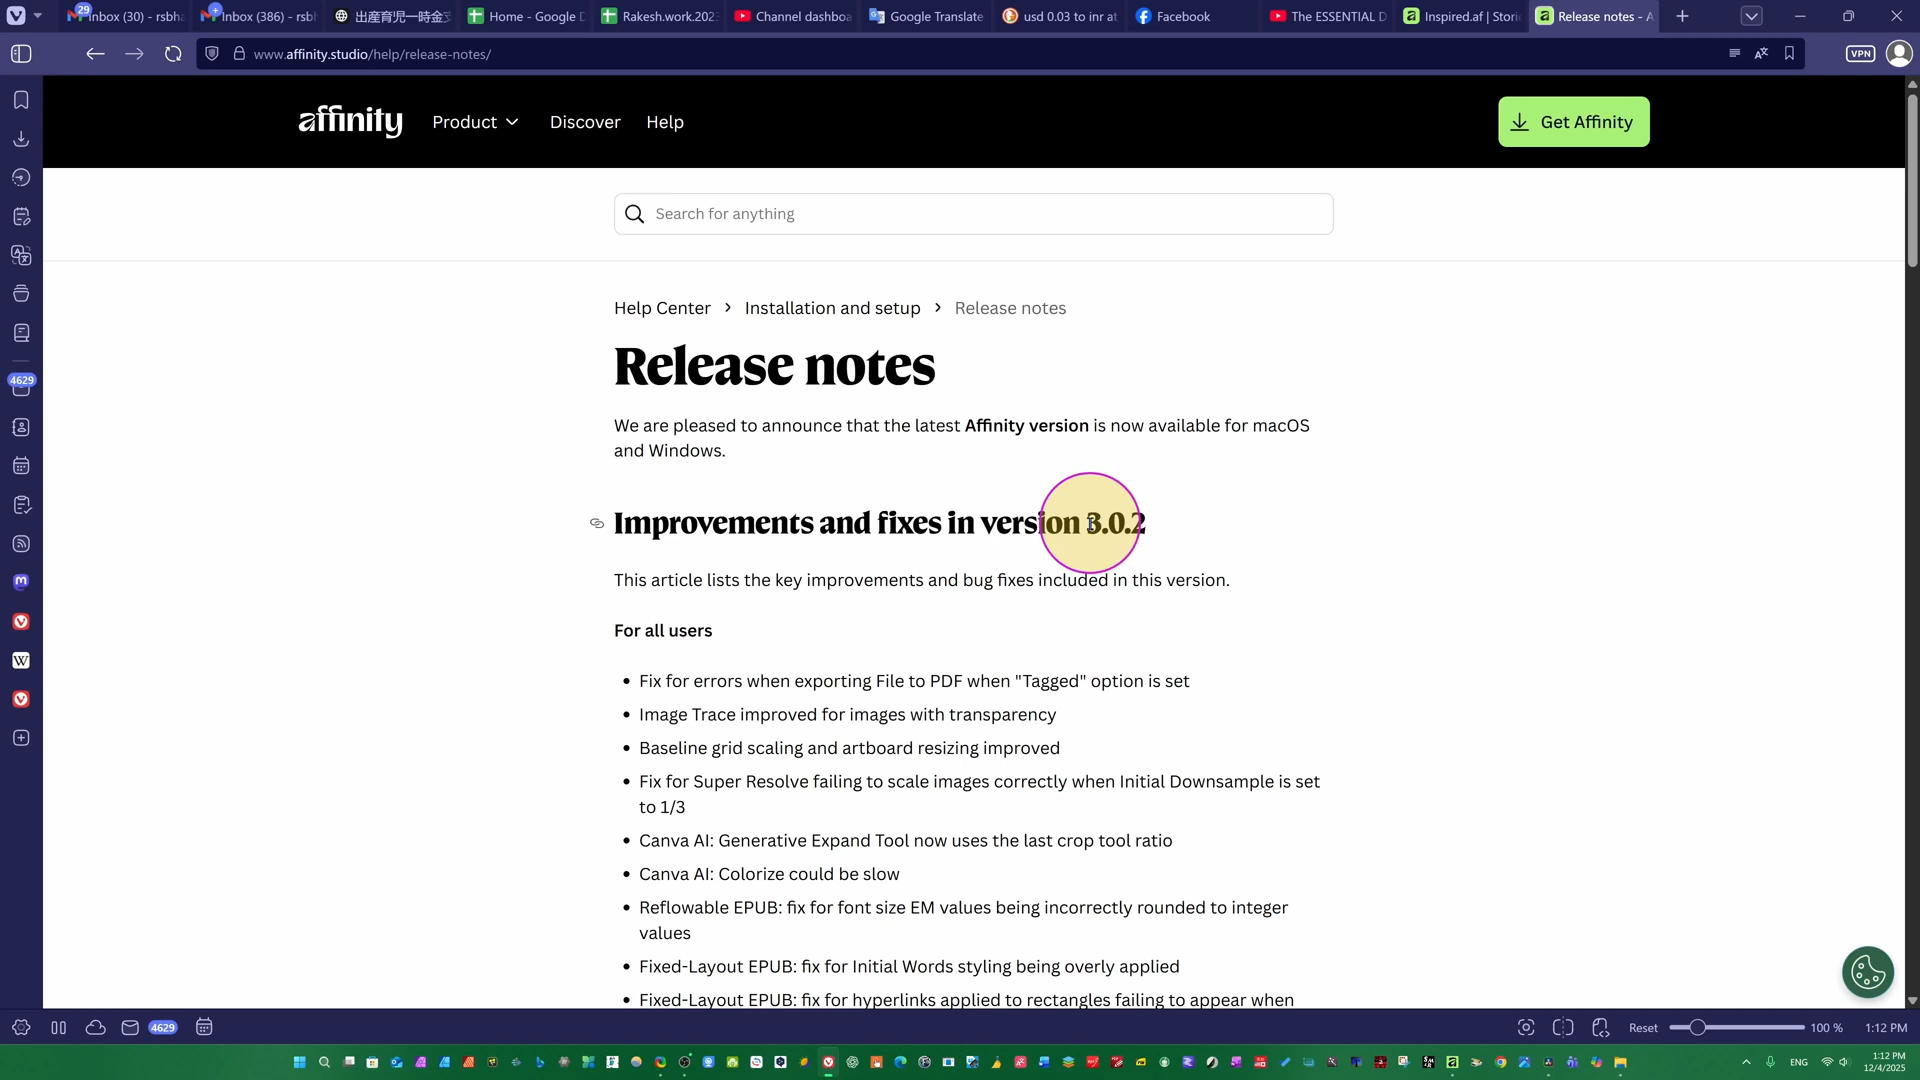 29
Inbox (30) - rsbha
Inbox (386) - rsbh
出産育児一時金支
Home - Google D
Rakesh.work.202
Channel dashboa
Google Translate
usd 0.03 to inr at
Facebook
The ESSENTIAL D
Inspired.af | Storie
Release notes - A
www.affinity.studio/help/release-notes/
VPN
affinity
Product
Discover
Help
Get Affinity
Search for anything
Help Center > Installation and setup > Release notes
Release notes
We are pleased to announce that the latest Affinity version is now available for macOS
and Windows.
Improvements and fixes in version 3.0.2
This article lists the key improvements and bug fixes included in this version.
For all users
• Fix for errors when exporting File to PDF when "Tagged" option is set
• Image Trace improved for images with transparency
• Baseline grid scaling and artboard resizing improved
• Fix for Super Resolve failing to scale images correctly when Initial Downsample is set
to 1/3
• Canva AI: Generative Expand Tool now uses the last crop tool ratio
• Canva AI: Colorize could be slow
• Reflowable EPUB: fix for font size EM values being incorrectly rounded to integer
values
• Fixed-Layout EPUB: fix for Initial Words styling being overly applied
• Fixed-Layout EPUB: fix for hyperlinks applied to rectangles failing to appear when
4629
W
4629
Reset
100 %
1:12 PM
ENG
1:12 PM
12/4/2025